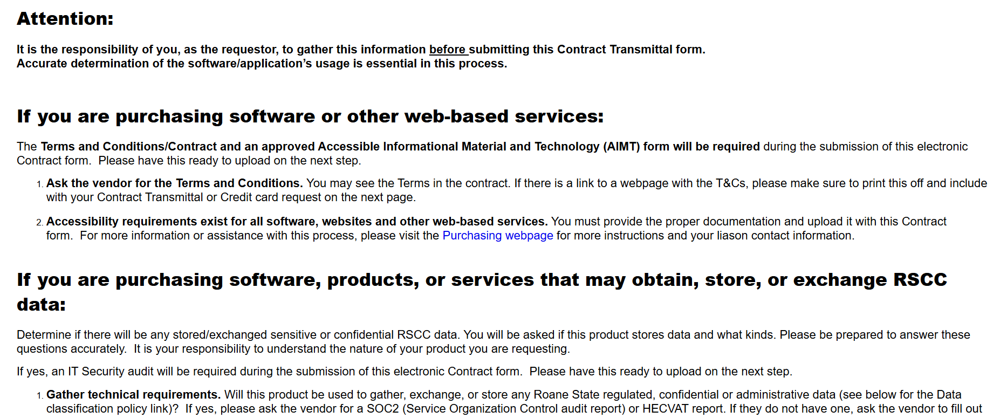 Attention:
It is the responsibility of you, as the requestor, to gather this information before submitting this Contract Transmittal form.
Accurate determination of the software/application’s usage is essential in this process.
If you are purchasing software or other web-based services:
The Terms and Conditions/Contract and an approved Accessible Informational Material and Technology (AIMT) form will be required during the submission of this electronic
Contract form.  Please have this ready to upload on the next step.
1. Ask the vendor for the Terms and Conditions. You may see the Terms in the contract. If there is a link to a webpage with the T&Cs, please make sure to print this off and include
with your Contract Transmittal or Credit card request on the next page.
2. Accessibility requirements exist for all software, websites and other web-based services. You must provide the proper documentation and upload it with this Contract
form.  For more information or assistance with this process, please visit the Purchasing webpage for more instructions and your liason contact information.
If you are purchasing software, products, or services that may obtain, store, or exchange RSCC
data:
Determine if there will be any stored/exchanged sensitive or confidential RSCC data. You will be asked if this product stores data and what kinds. Please be prepared to answer these
questions accurately.  It is your responsibility to understand the nature of your product you are requesting.
If yes, an IT Security audit will be required during the submission of this electronic Contract form.  Please have this ready to upload on the next step.
1. Gather technical requirements. Will this product be used to gather, exchange, or store any Roane State regulated, confidential or administrative data (see below for the Data
classification policy link)?  If yes, please ask the vendor for a SOC2 (Service Organization Control audit report) or HECVAT report. If they do not have one, ask the vendor to fill out